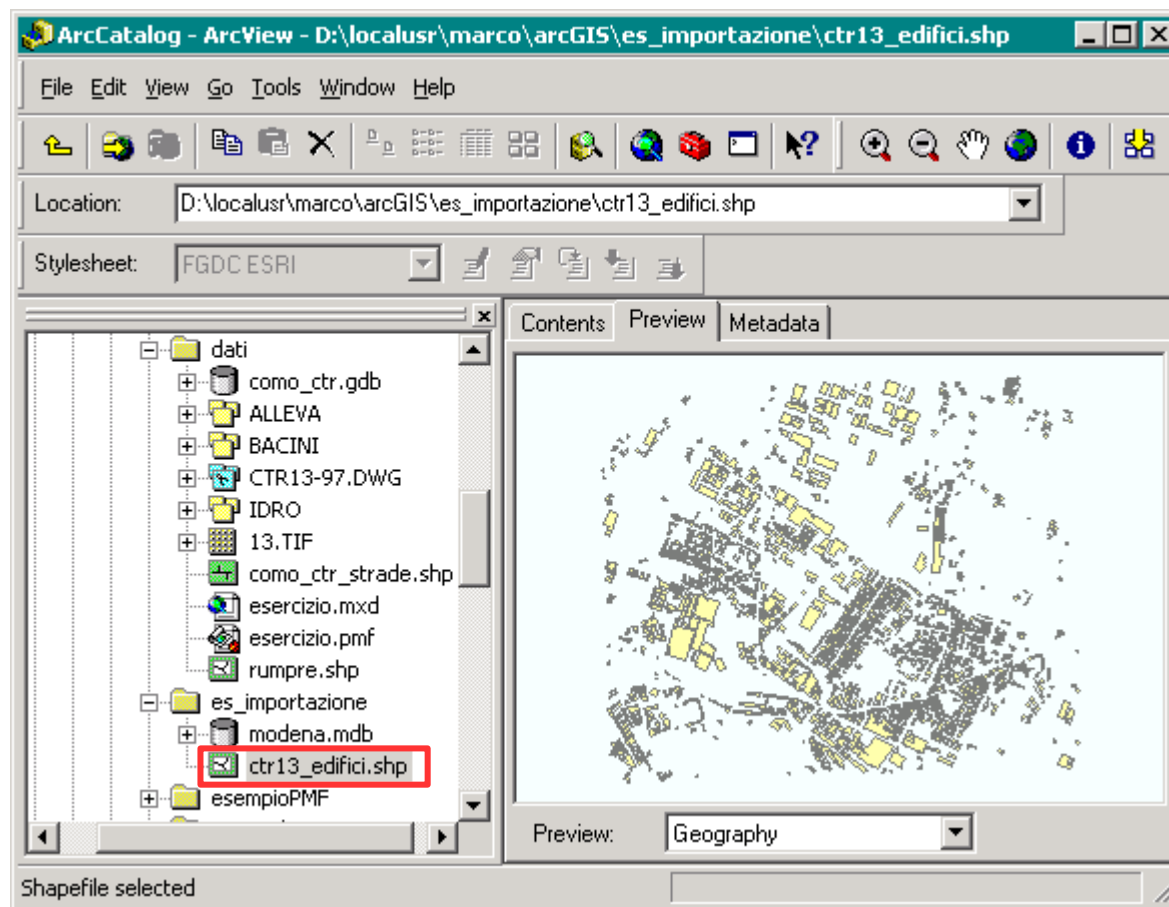 ArcCatalog - ArcView - D:\localusr\marco\arcGIS\es_importazione\ctr13_edifici.shp
File Edit View Go Tools Window Help
Location: D:\localusr\marco\arcGIS\es_importazione\ctr13_edifici.shp
Stylesheet: FGDC ESRI
Contents Preview Metadata
dati
como_ctr.gdb
ALLEVA
BACINI
CTR13-97.DWG
IDRO
13.TIF
como_ctr_strade.shp
esercizio.mxd
esercizio.pmf
rumpre.shp
es_importazione
modena.mdb
ctr13_edifici.shp
esempioPMF
Preview: Geography
Shapefile selected